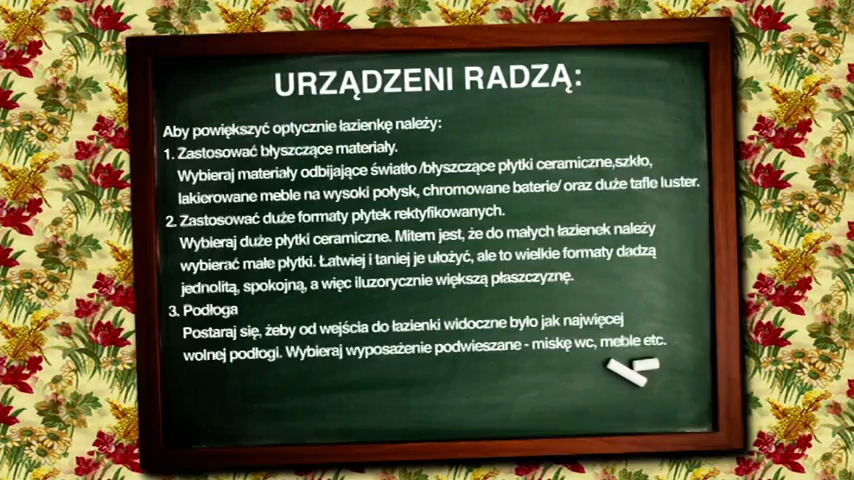 URZĄDZENI RADZĄ:
Aby powiększyć optycznie łazienkę należy:
1. Zastosować błyszczące materiały.
Wybieraj materiały odbijające światło /błyszczące płytki ceramiczne,szkło,
lakierowane meble na wysoki połysk, chromowane baterie/ oraz duże tafle luster.
2. Zastosować duże formaty płytek rektyfikowanych.
Wybieraj duże płytki ceramiczne. Mitem jest, że do małych łazienek należy
wybierać małe płytki. Łatwiej i taniej je ułożyć, ale to wielkie formaty dadzą
jednolitą, spokojną, a więc iluzorycznie większą płaszczyznę.
3. Podłoga
Postaraj się, żeby od wejścia do łazienki widoczne było jak najwięcej
wolnej podłogi. Wybieraj wyposażenie podwieszane - miskę wc, meble etc.